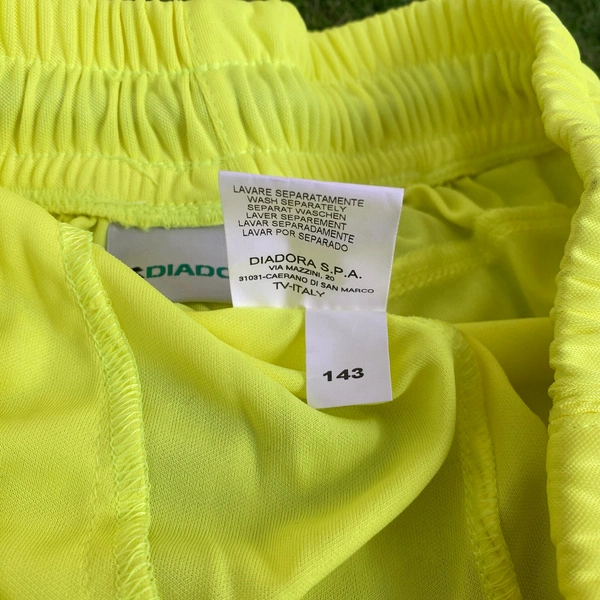 LAVARE SEPARATAMENTE
WASH SEPARATELY
SEPARAT WASCHEN
LAVER SEPAREMENT
LAVAR SEPARADAMENTE
LAVAR POR SEPARADO
DIADO
DIADORA S.P.A.
VIA MAZZINI, 20
31031-CAERANO DI SAN MARCO
TV-ITALY
143